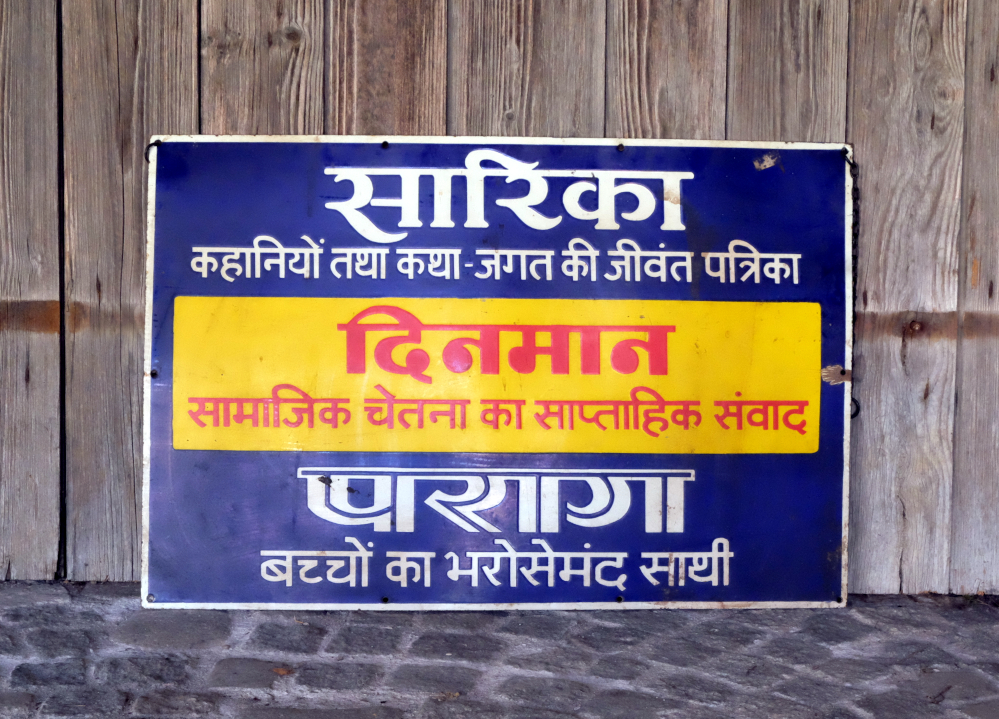 सारिका
कहानियों तथा कथा-जगत की जीवंत पत्रिका
दिनमान
सामाजिक चेतना का साप्ताहिक संवाद
पराग
बच्चों का भरोसेमंद साथी